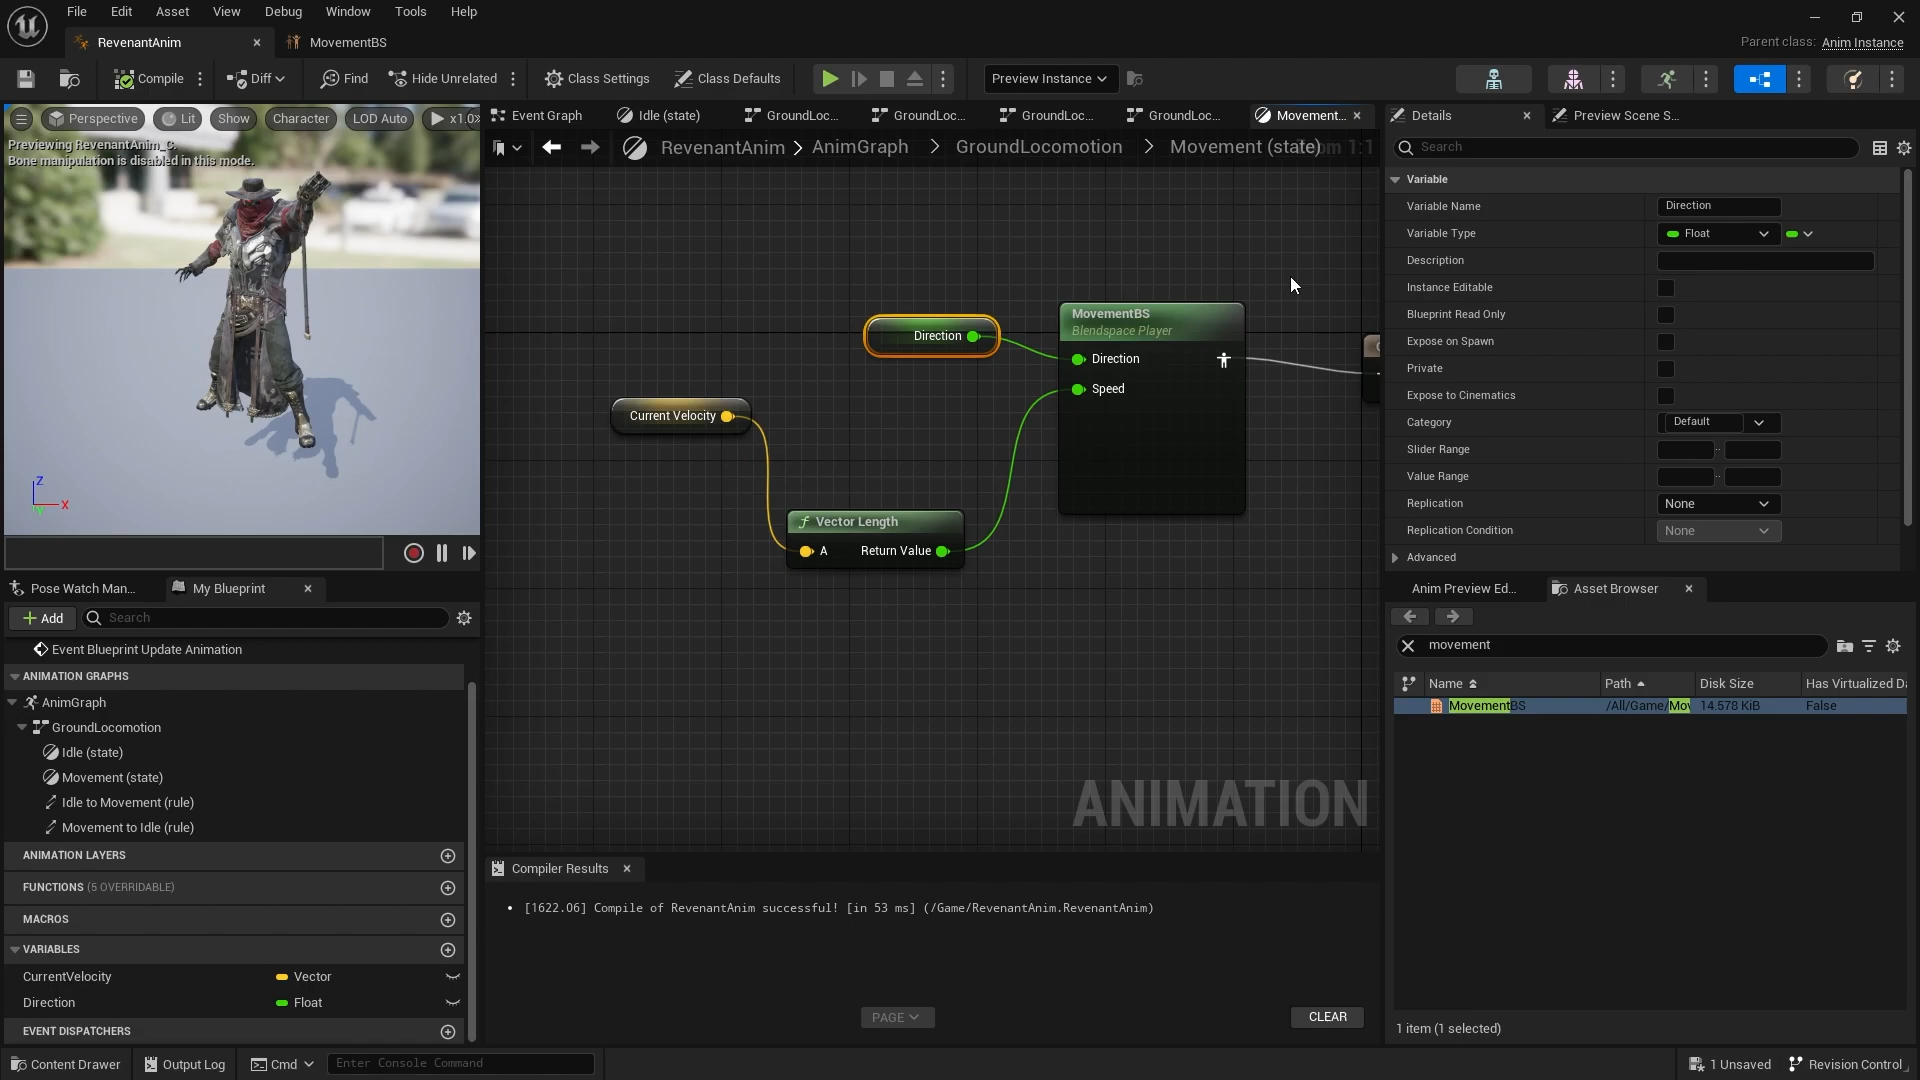 File Edit Asset View Debug Window Tools Help
RevenantAnim MovementBS
Parent class: Anim Instance
Compile Diff Find Hide Unrelated Class Settings Class Defaults Preview Instance
Perspective Lit Show Character LOD Auto x1.0
Previewing RevenantAnim_C.
Bone manipulation is disabled in this mode.
Z
X
Y
Pose Watch Man... My Blueprint
Add Search
Event Blueprint Update Animation
ANIMATION GRAPHS
AnimGraph
GroundLocomotion
Idle (state)
Movement (state)
Idle to Movement (rule)
Movement to Idle (rule)
ANIMATION LAYERS
FUNCTIONS (5 OVERRIDABLE)
MACROS
VARIABLES
CurrentVelocity Vector
Direction Float
EVENT DISPATCHERS
Event Graph Idle (state) GroundLoc... GroundLoc... GroundLoc... GroundLoc... Movement...
RevenantAnim > AnimGraph > GroundLocomotion > Movement (state)
Zoom 1:1
Direction
MovementBS
Blendspace Player
Direction
Speed
Current Velocity
f Vector Length
A Return Value
ANIMATION
Compiler Results
[1622.06] Compile of RevenantAnim successful! [in 53 ms] (/Game/RevenantAnim.RevenantAnim)
PAGE CLEAR
Details Preview Scene S...
Search
Variable
Variable Name Direction
Variable Type Float
Description
Instance Editable
Blueprint Read Only
Expose on Spawn
Private
Expose to Cinematics
Category Default
Slider Range ..
Value Range ..
Replication None
Replication Condition None
Advanced
Anim Preview Ed... Asset Browser
movement
Name Path Disk Size Has Virtualized Da
MovementBS /All/Game/Mov 14.578 KiB False
1 item (1 selected)
Content Drawer Output Log Cmd Enter Console Command 1 Unsaved Revision Control